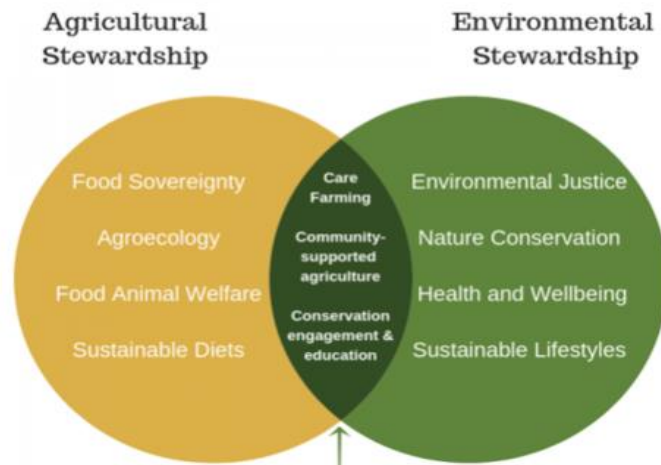 Agricultural
Stewardship
Environmental
Stewardship
Food Sovereignty
Agroecology
Food Animal Welfare
Sustainable Diets
Care
Farming
Community-
supported
agriculture
Conservation
engagement &
education
Environmental Justice
Nature Conservation
Health and Wellbeing
Sustainable Lifestyles